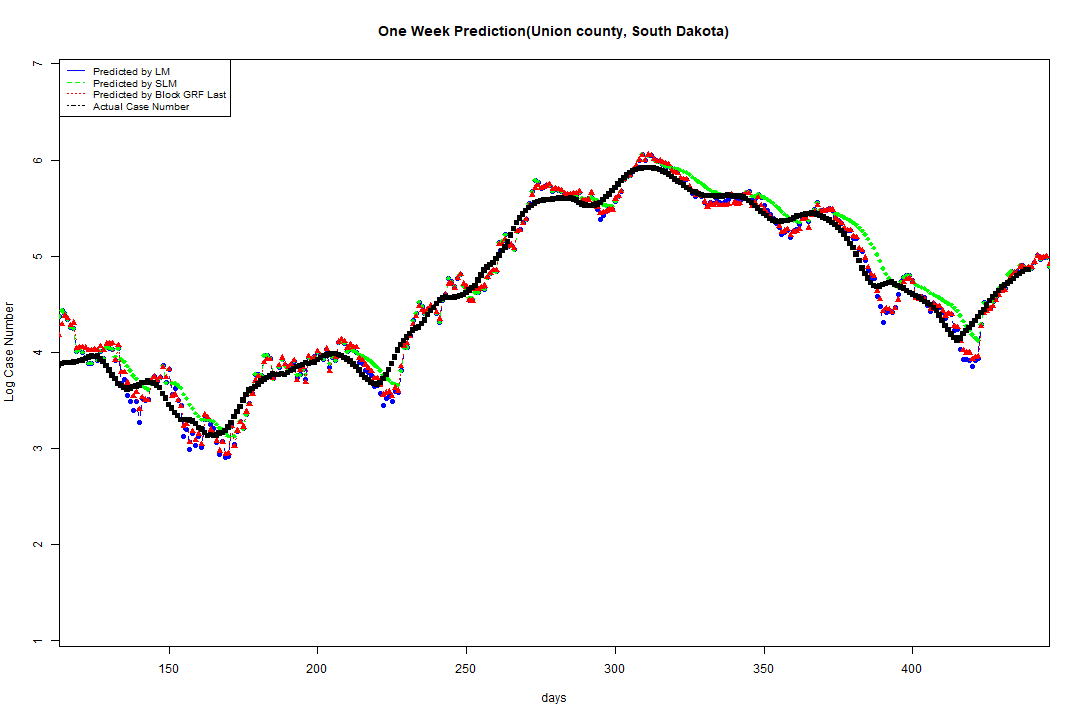 One Week Prediction(Union county, South Dakota)
Predicted by LM
Predicted by SLM
Predicted by Block GRF Last
Actual Case Number
7
6
5
4
3
2
1
Log Case Number
150 200 250 300 350 400
days